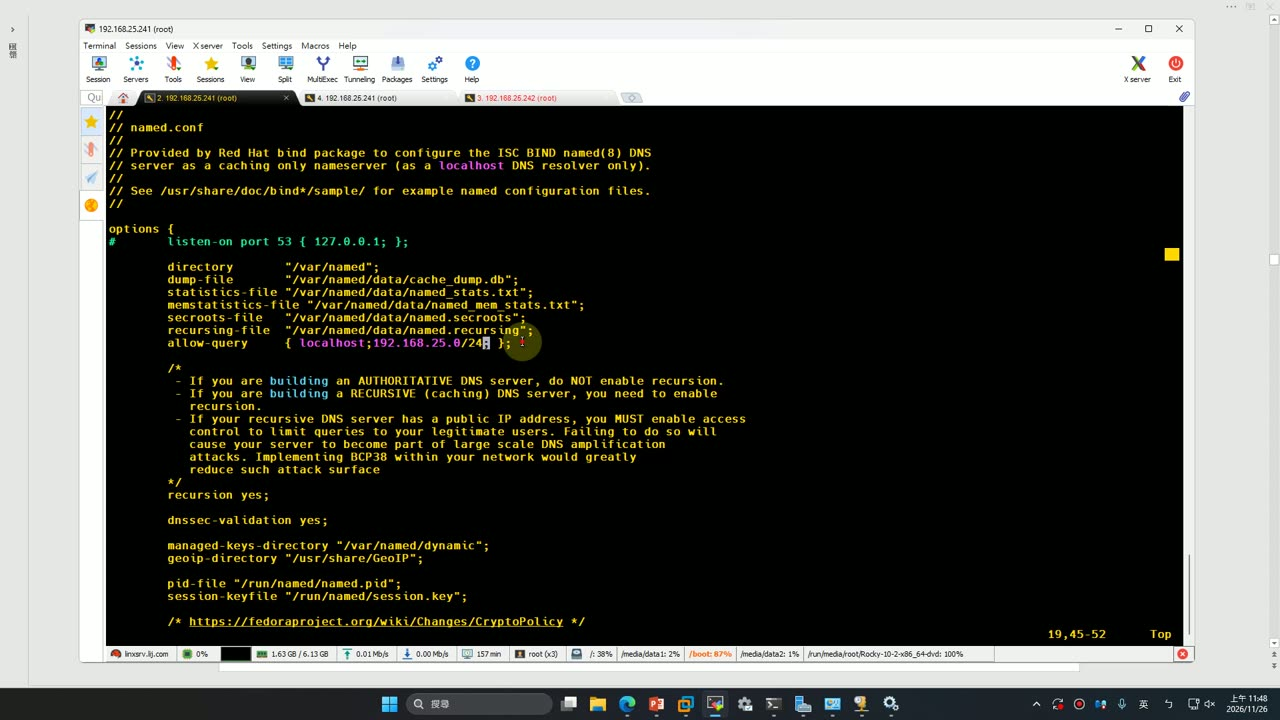 192.168.25.241 (root)
Terminal Sessions View X server Tools Settings Macros Help
Session Servers Tools Sessions View Split MultiExec Tunneling Packages Settings Help X server Exit
Qu 2. 192.168.25.241 (root) 4. 192.168.25.241 (root) 3. 192.168.25.242 (root)
//
// named.conf
//
// Provided by Red Hat bind package to configure the ISC BIND named(8) DNS
// server as a caching only nameserver (as a localhost DNS resolver only).
//
// See /usr/share/doc/bind*/sample/ for example named configuration files.
//
options {
#       listen-on port 53 { 127.0.0.1; };
        directory       "/var/named";
        dump-file       "/var/named/data/cache_dump.db";
        statistics-file "/var/named/data/named_stats.txt";
        memstatistics-file "/var/named/data/named_mem_stats.txt";
        secroots-file   "/var/named/data/named.secroots";
        recursing-file  "/var/named/data/named.recursing";
        allow-query     { localhost;192.168.25.0/24; };
        /*
         - If you are building an AUTHORITATIVE DNS server, do NOT enable recursion.
         - If you are building a RECURSIVE (caching) DNS server, you need to enable
           recursion.
         - If your recursive DNS server has a public IP address, you MUST enable access
           control to limit queries to your legitimate users. Failing to do so will
           cause your server to become part of large scale DNS amplification
           attacks. Implementing BCP38 within your network would greatly
           reduce such attack surface
        */
        recursion yes;
        dnssec-validation yes;
        managed-keys-directory "/var/named/dynamic";
        geoip-directory "/usr/share/GeoIP";
        pid-file "/run/named/named.pid";
        session-keyfile "/run/named/session.key";
        /* https://fedoraproject.org/wiki/Changes/CryptoPolicy */
19,45-52 Top
linxsrv.lij.com 0% 1.63 GB / 6.13 GB 0.01 Mb/s 0.00 Mb/s 157 min root (x3) /: 38% /media/data1: 2% /boot: 87% /media/data2: 1% /run/media/root/Rocky-10-2-x86_64-dvd: 100%
搜尋 英 上午 11:48
2026/11/26